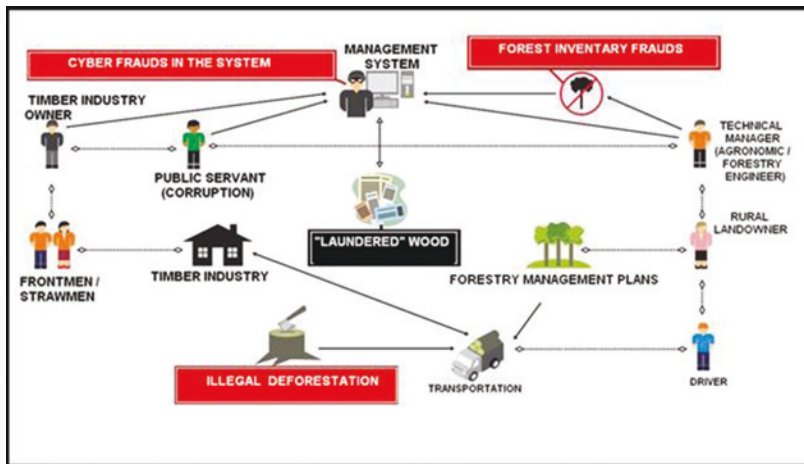 MANAGEMENT
SYSTEM
FOREST INVENTORY FRAUDS
CYBER FRAUDS IN THE SYSTEM
TIMBER INDUSTRY
OWNER
PUBLIC SERVANT
(CORRUPTION)
TECHNICAL
MANAGER
(AGRONOMIC /
FORESTRY
ENGINEER)
"LAUNDERED" WOOD
RURAL
LANDOWNER
FRONTMEN /
STRAWMEN
TIMBER INDUSTRY
FORESTRY MANAGEMENT PLANS
ILLEGAL DEFORESTATION
TRANSPORTATION
DRIVER